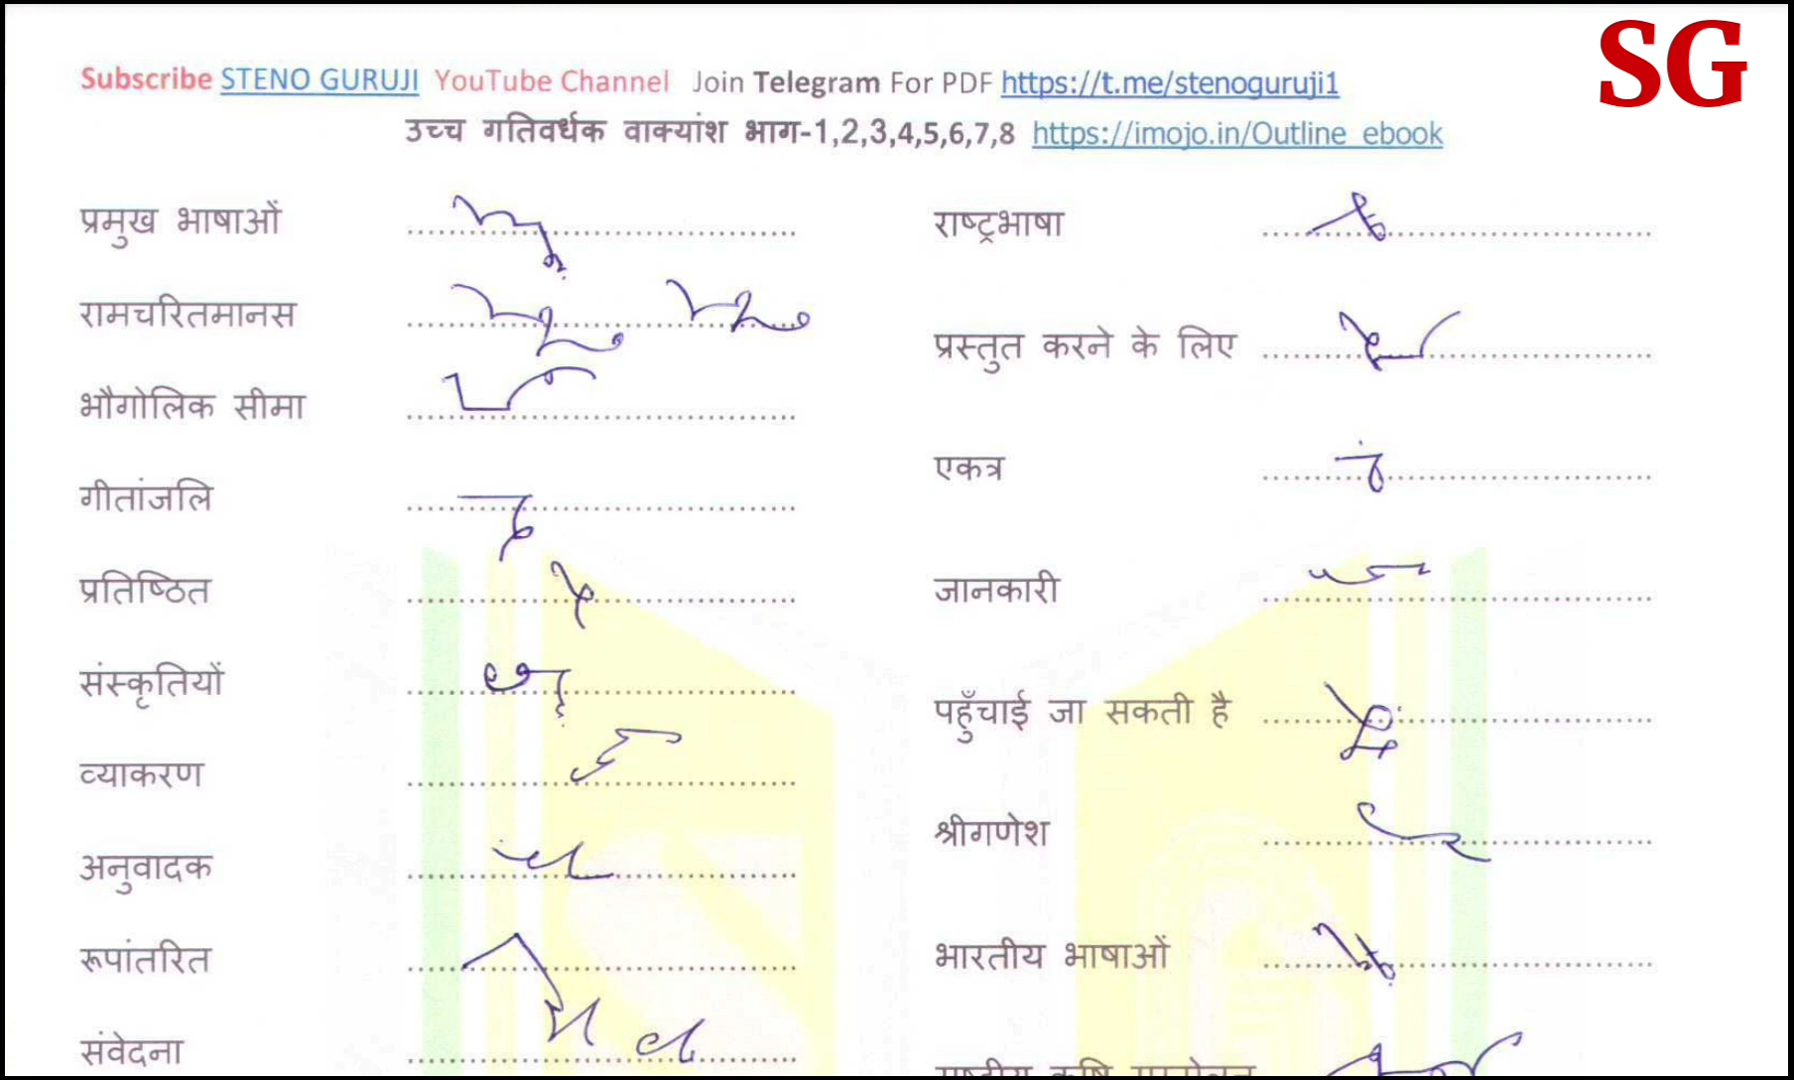 SG
Subscribe STENO GURUJI YouTube Channel Join Telegram For PDF https://t.me/stenoguruji1
उच्च गतिवर्धक वाक्यांश भाग-1,2,3,4,5,6,7,8 https://imojo.in/Outline_ebook
प्रमुख भाषाओं
रामचरितमानस
भौगोलिक सीमा
गीतांजलि
प्रतिष्ठित
संस्कृतियों
व्याकरण
अनुवादक
रूपांतरित
संवेदना
राष्ट्रभाषा
प्रस्तुत करने के लिए
एकत्र
जानकारी
पहुँचाई जा सकती है
श्रीगणेश
भारतीय भाषाओं